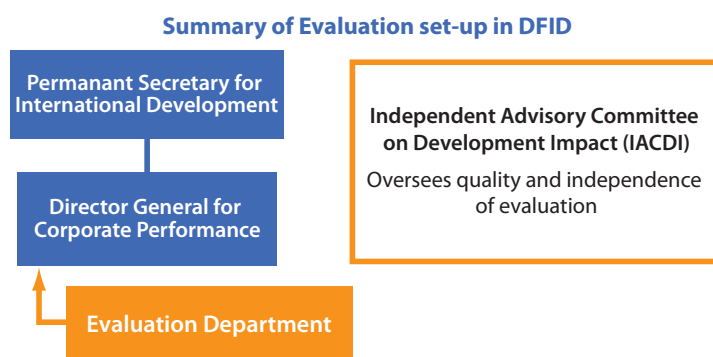 Summary of Evaluation set-up in DFID
Permanant Secretary for
International Development
Director General for
Corporate Performance
Evaluation Department
Independent Advisory Committee
on Development Impact (IACDI)
Oversees quality and independence
of evaluation